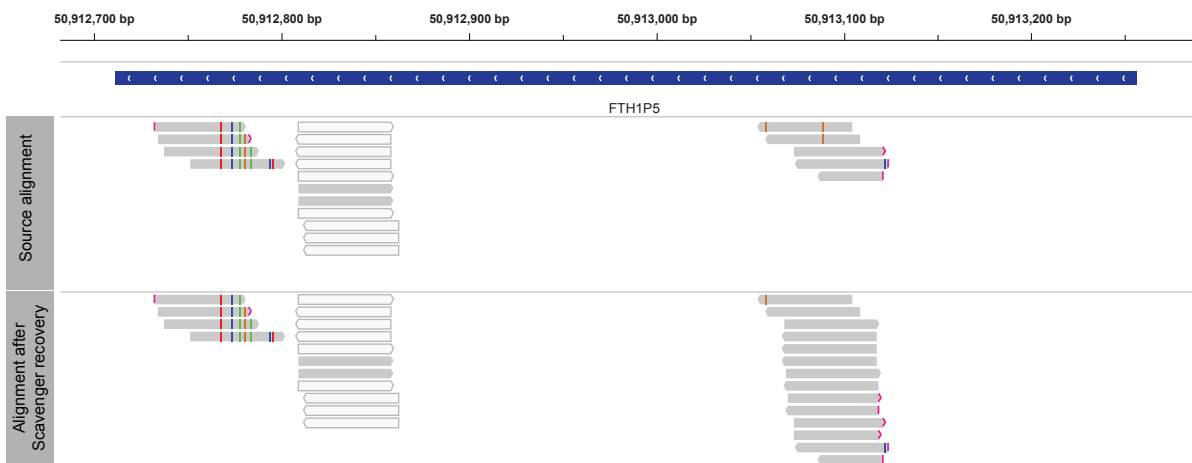 50,912,700 bp 50,912,800 bp 50,912,900 bp 50,913,000 bp 50,913,100 bp 50,913,200 bp
FTH1P5
Source alignment
Alignment after
Scavenger recovery